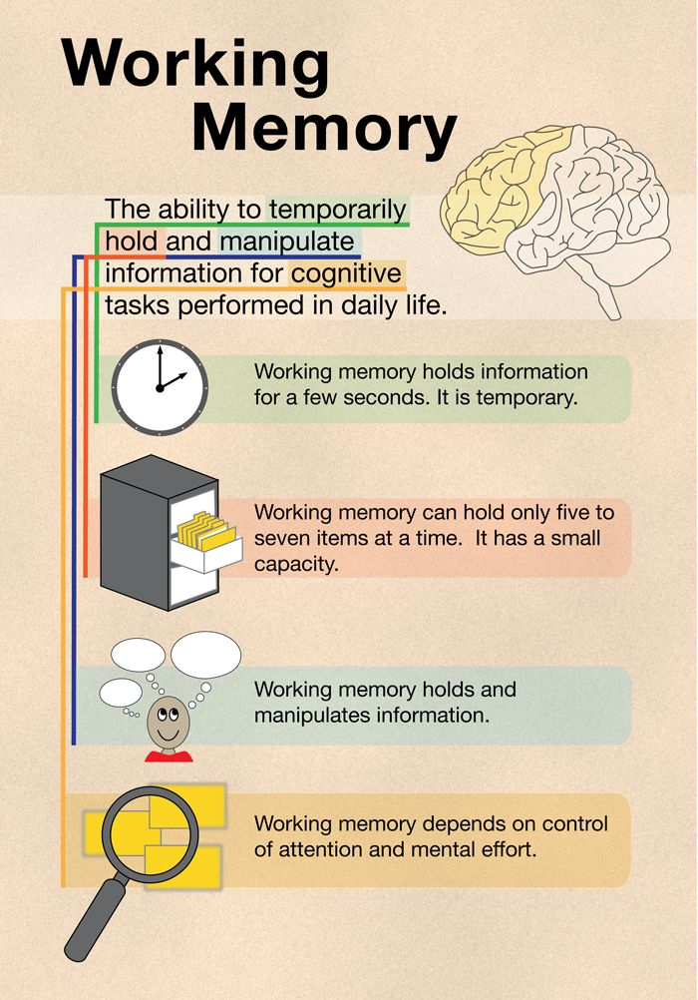 Working
Memory
The ability to temporarily
hold and manipulate
information for cognitive
tasks performed in daily life.
Working memory holds information
for a few seconds. It is temporary.
Working memory can hold only five to
seven items at a time.  It has a small
capacity.
Working memory holds and
manipulates information.
Working memory depends on control
of attention and mental effort.